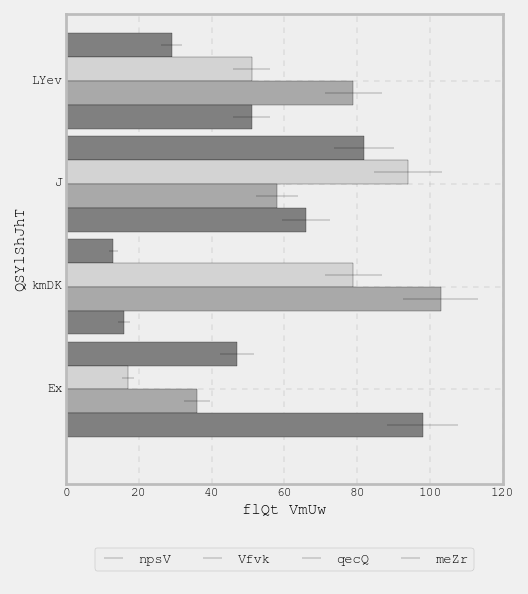 LYev
J
kmDK
Ex
QSYlShJhT
0 20 40 60 80 100 120
flQt VmUw
npsV Vfvk qecQ meZr